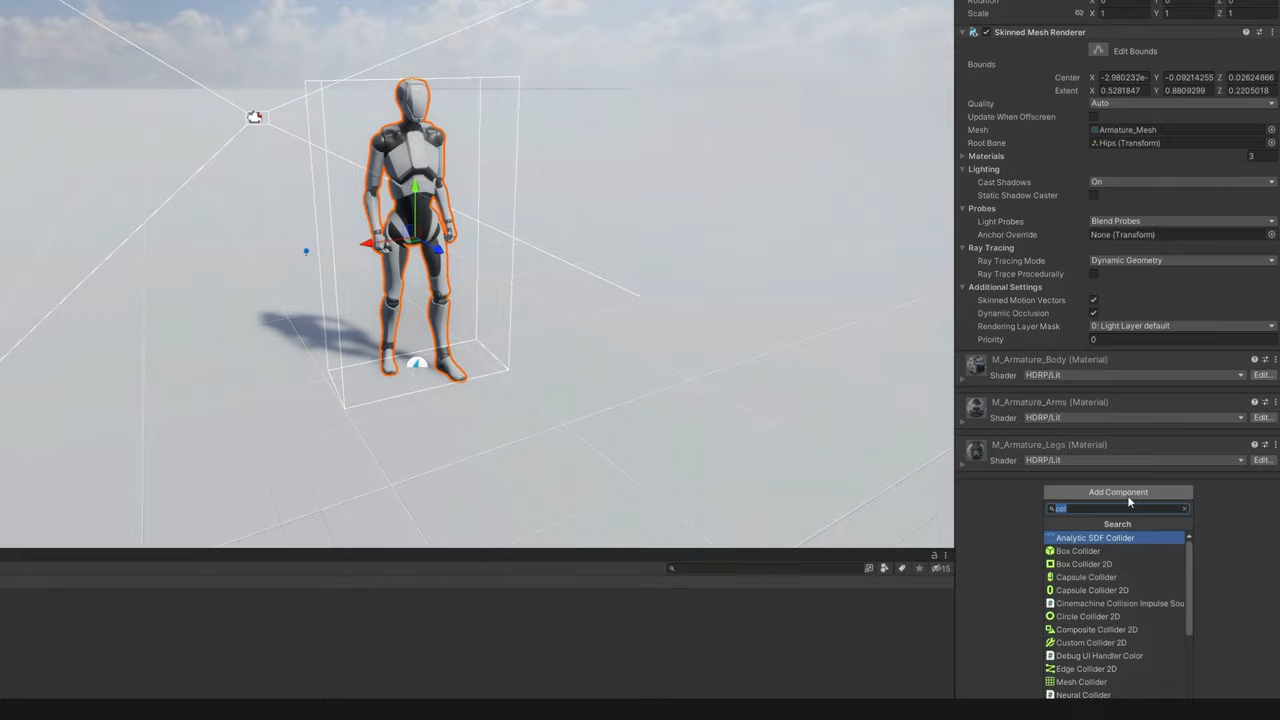 Rotation X 0 Y 0 Z 0
Scale X 1 Y 1 Z 1
Skinned Mesh Renderer
Edit Bounds
Bounds
Center X -2.980232e- Y -0.09214255 Z 0.02624866
Extent X 0.5281847 Y 0.8809299 Z 0.2205018
Quality Auto
Update When Offscreen
Mesh Armature_Mesh
Root Bone Hips (Transform)
Materials 3
Lighting
Cast Shadows On
Static Shadow Caster
Probes
Light Probes Blend Probes
Anchor Override None (Transform)
Ray Tracing
Ray Tracing Mode Dynamic Geometry
Ray Trace Procedurally
Additional Settings
Skinned Motion Vectors
Dynamic Occlusion
Rendering Layer Mask 0: Light Layer default
Priority 0
M_Armature_Body (Material)
Shader HDRP/Lit Edit...
M_Armature_Arms (Material)
Shader HDRP/Lit Edit...
M_Armature_Legs (Material)
Shader HDRP/Lit Edit...
Add Component
col
Search
Analytic SDF Collider
Box Collider
Box Collider 2D
Capsule Collider
Capsule Collider 2D
Cinemachine Collision Impulse Sou
Circle Collider 2D
Composite Collider 2D
Custom Collider 2D
Debug UI Handler Color
Edge Collider 2D
Mesh Collider
Neural Collider
15